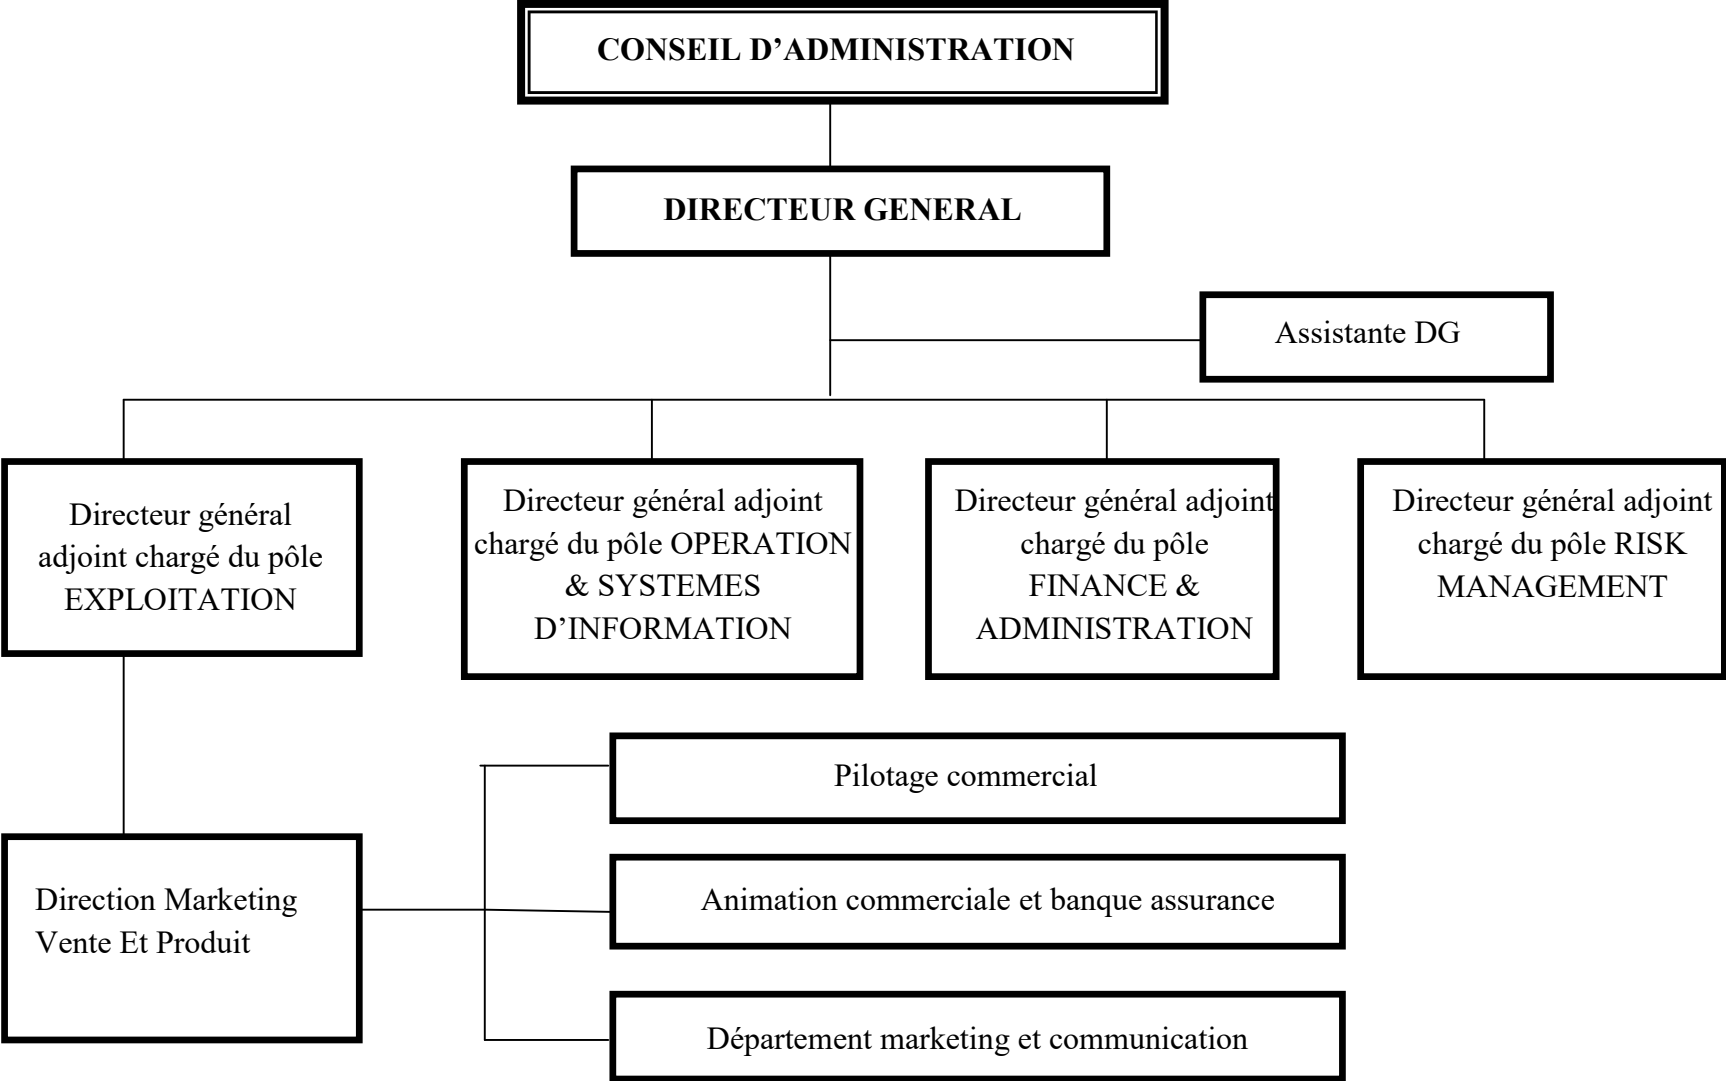 CONSEIL D’ADMINISTRATION
DIRECTEUR GENERAL
Assistante DG
Directeur général
adjoint chargé du pôle
EXPLOITATION
Directeur général adjoint
chargé du pôle OPERATION
& SYSTEMES
D’INFORMATION
Directeur général adjoint
chargé du pôle
FINANCE &
ADMINISTRATION
Directeur général adjoint
chargé du pôle RISK
MANAGEMENT
Pilotage commercial
Direction Marketing
Vente Et Produit
Animation commerciale et banque assurance
Département marketing et communication